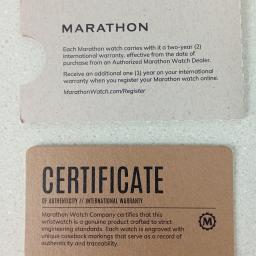 MARATHON
Each Marathon watch carries with it a two-year (2)
international warranty, effective from the date of
purchase from an Authorized Marathon Watch Dealer.
Receive an additional one (1) year on your international
warranty when you register your Marathon watch online.
MarathonWatch.com/Register
CERTIFICATE
OF AUTHENTICITY // INTERNATIONAL WARRANTY
Marathon Watch Company certifies that this
wristwatch is a genuine product crafted to strict
engineering standards. Each watch is engraved with
unique caseback markings that serve as a record of
authenticity and traceability.
M